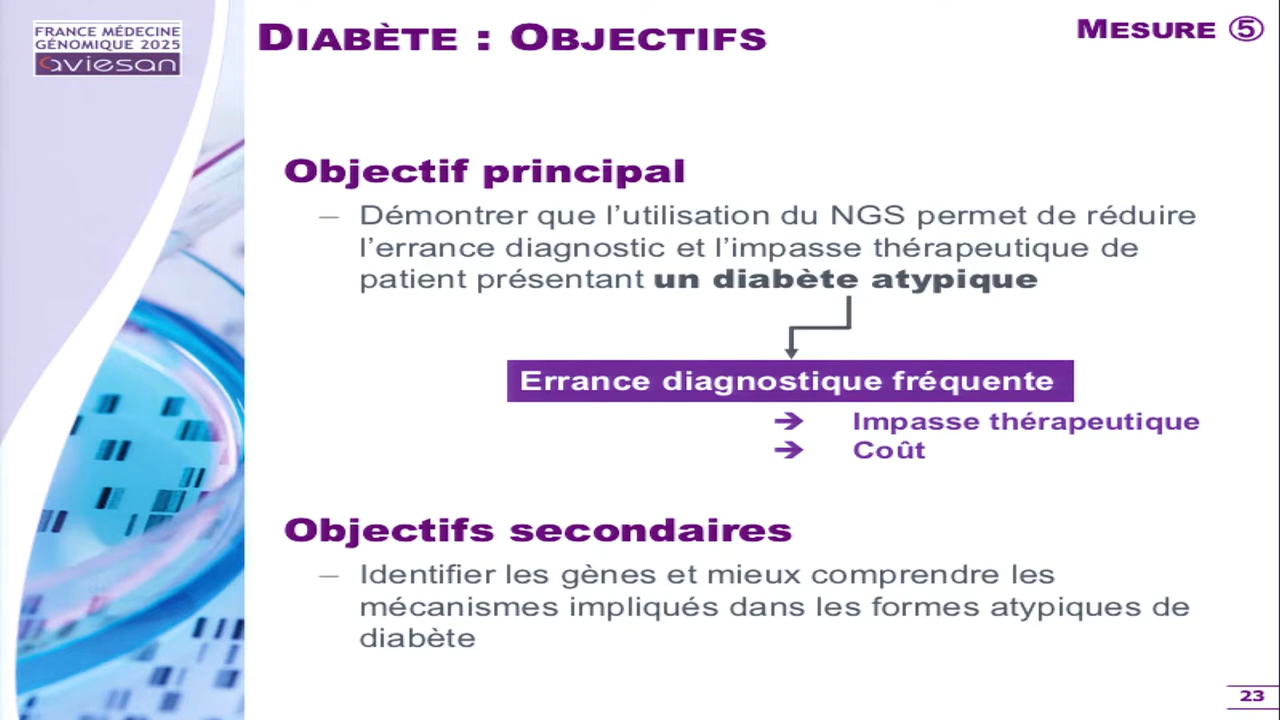 FRANCE MÉDECINE
GÉNOMIQUE 2025
aviesan
DIABÈTE : OBJECTIFS
MESURE ⑤
Objectif principal
– Démontrer que l’utilisation du NGS permet de réduire
l’errance diagnostic et l’impasse thérapeutique de
patient présentant un diabète atypique
Errance diagnostique fréquente
➔ Impasse thérapeutique
➔ Coût
Objectifs secondaires
– Identifier les gènes et mieux comprendre les
mécanismes impliqués dans les formes atypiques de
diabète
23